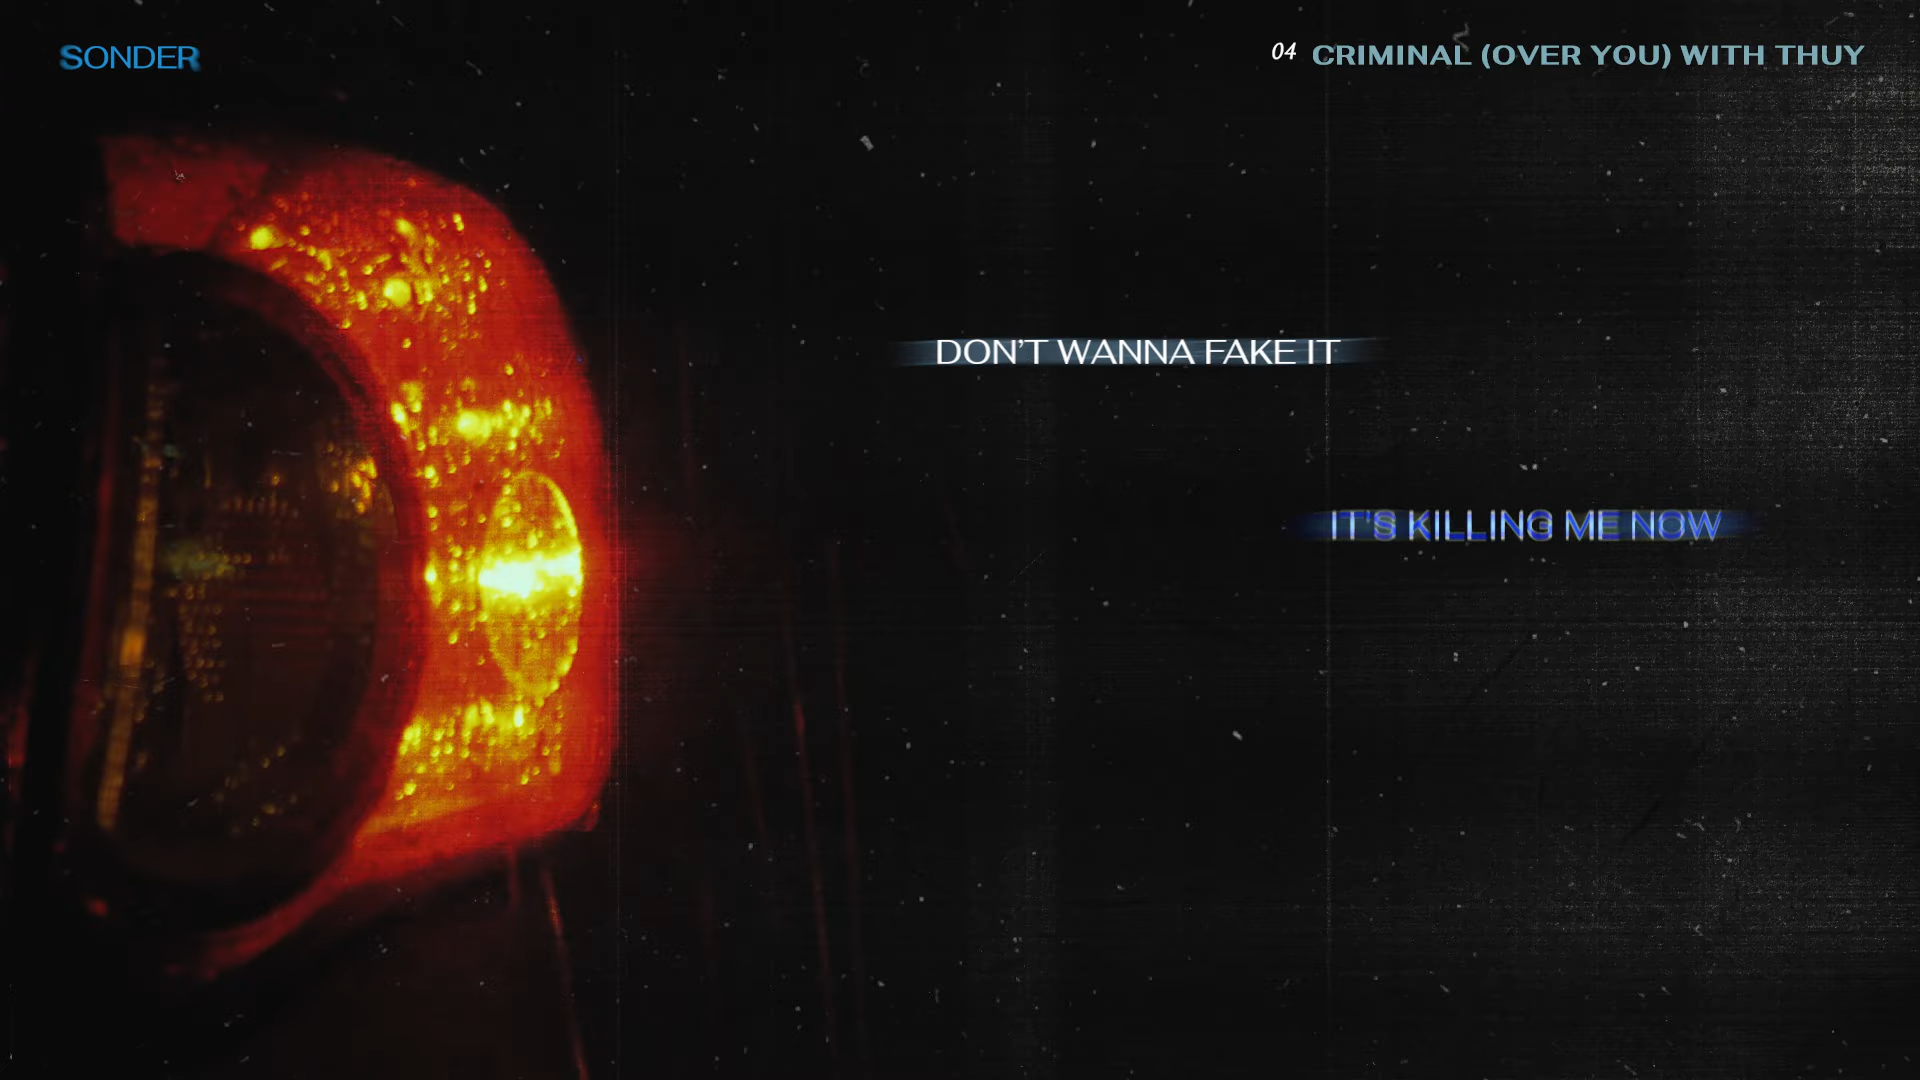 SONDER
04 CRIMINAL (OVER YOU) WITH THUY
DON'T WANNA FAKE IT
IT'S KILLING ME NOW